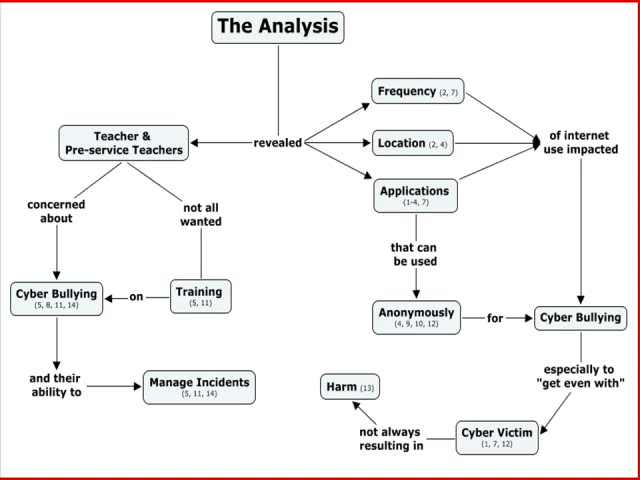 The Analysis
Frequency (2, 7)
Teacher &
Pre-service Teachers
revealed
Location (2, 4)
of internet
use impacted
Applications
(1-4, 7)
concerned
about
not all
wanted
that can
be used
Cyber Bullying
(5, 8, 11, 14)
on
Training
(5, 11)
Anonymously
(4, 9, 10, 12)
for
Cyber Bullying
and their
ability to
Manage Incidents
(5, 11, 14)
Harm (13)
especially to
"get even with"
not always
resulting in
Cyber Victim
(1, 7, 12)